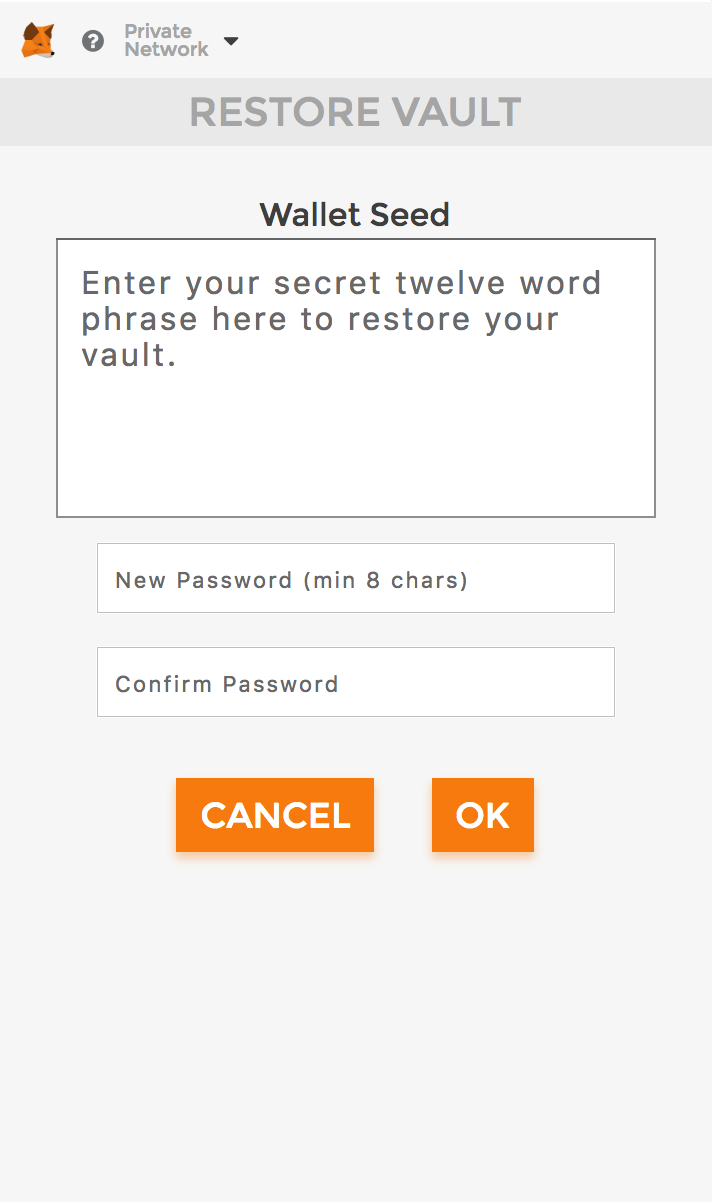 Private
Network
RESTORE VAULT
Wallet Seed
Enter your secret twelve word
phrase here to restore your
vault.
New Password (min 8 chars)
Confirm Password
CANCEL
OK